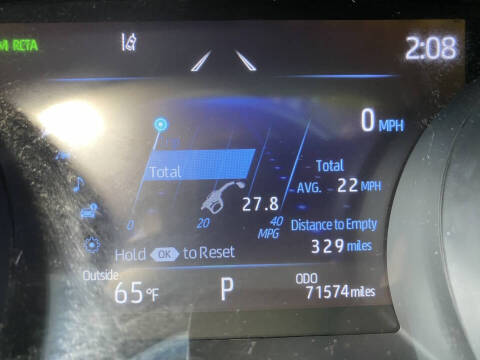 RCTA
2:08
0 MPH
Total
Total
AVG. 22 MPH
27.8
0 20 40
MPG
Distance to Empty
329 miles
Hold OK to Reset
Outside
65 °F
P
ODO
71574 miles